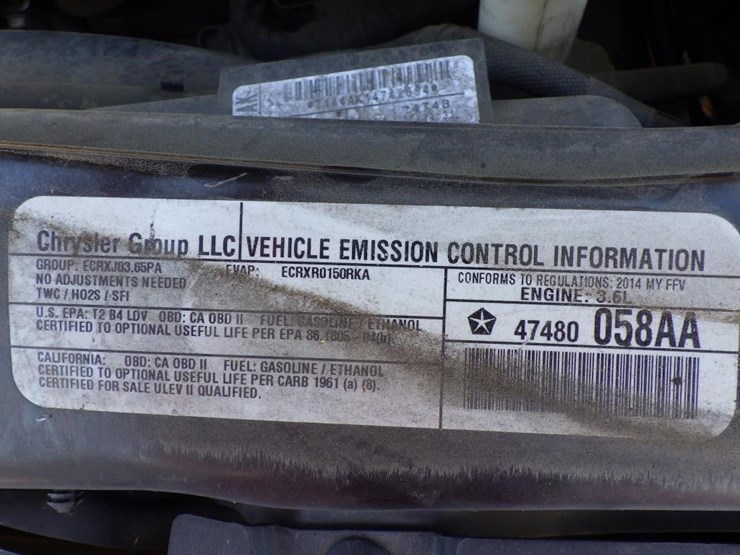 Chrysler Group LLC VEHICLE EMISSION CONTROL INFORMATION
GROUP: ECRXJ03.65PA EVAP: ECRXR0150RKA
NO ADJUSTMENTS NEEDED
TWC / HO2S / SFI
CONFORMS TO REGULATIONS: 2014 MY FFV
ENGINE: 3.6L
U.S. EPA: T2 B4 LDV OBD: CA OBD II FUEL: GASOLINE / ETHANOL
CERTIFIED TO OPTIONAL USEFUL LIFE PER EPA
47480 058AA
CALIFORNIA: OBD: CA OBD II FUEL: GASOLINE / ETHANOL
CERTIFIED TO OPTIONAL USEFUL LIFE PER CARB 1961 (a) (8).
CERTIFIED FOR SALE ULEV II QUALIFIED.